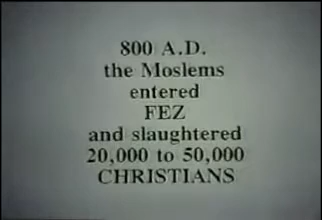 800 A.D.
the Moslems
entered
FEZ
and slaughtered
20,000 to 50,000
CHRISTIANS